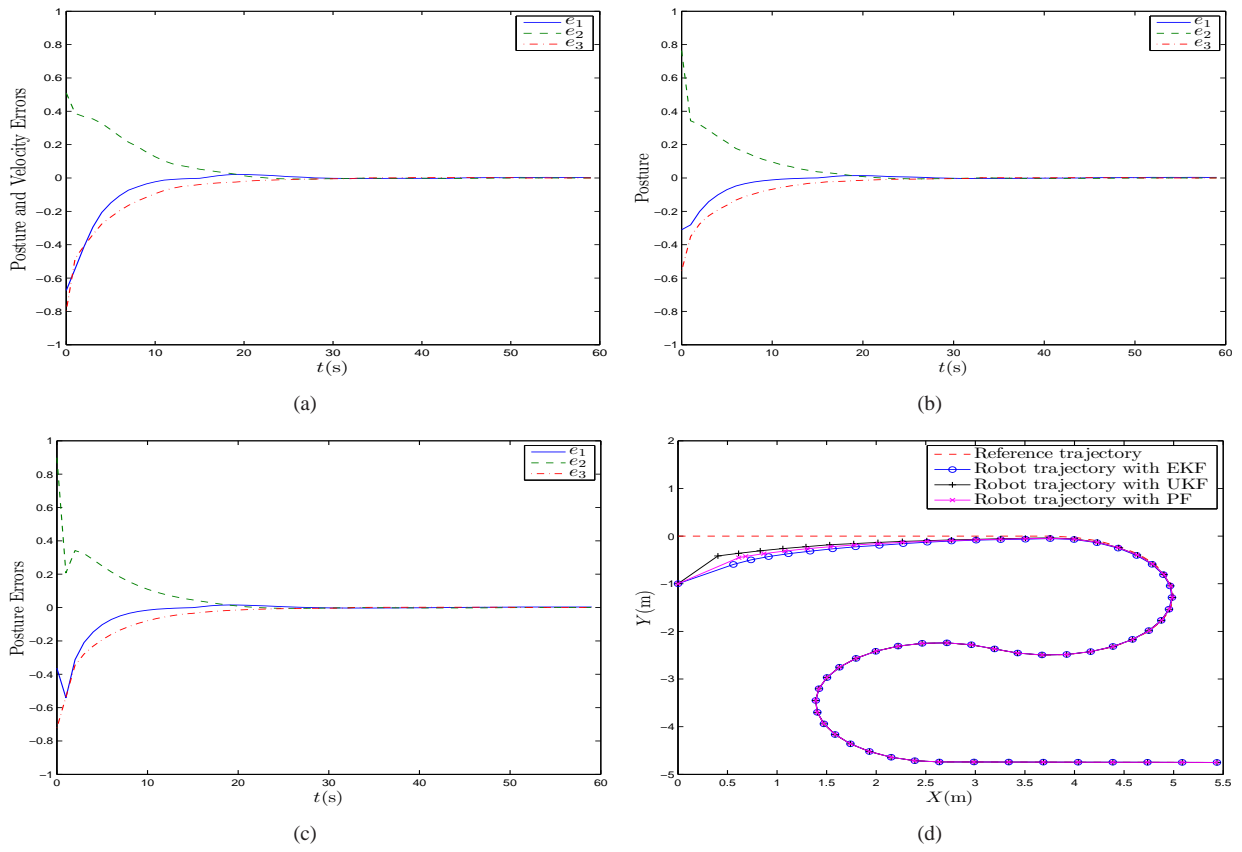 1
0.8
0.6
0.4
0.2
0
−0.2
−0.4
−0.6
−0.8
−1
Posture and Velocity Errors
e1
e2
e3
0 10 20 30 40 50 60
t(s)
(a)
1
0.8
0.6
0.4
0.2
0
−0.2
−0.4
−0.6
−0.8
−1
Posture
e1
e2
e3
0 10 20 30 40 50 60
t(s)
(b)
1
0.8
0.6
0.4
0.2
0
−0.2
−0.4
−0.6
−0.8
−1
Posture Errors
e1
e2
e3
0 10 20 30 40 50 60
t(s)
(c)
2
1
0
−1
−2
−3
−4
−5
Y(m)
Reference trajectory
Robot trajectory with EKF
Robot trajectory with UKF
Robot trajectory with PF
0 0.5 1 1.5 2 2.5 3 3.5 4 4.5 5 5.5
X(m)
(d)